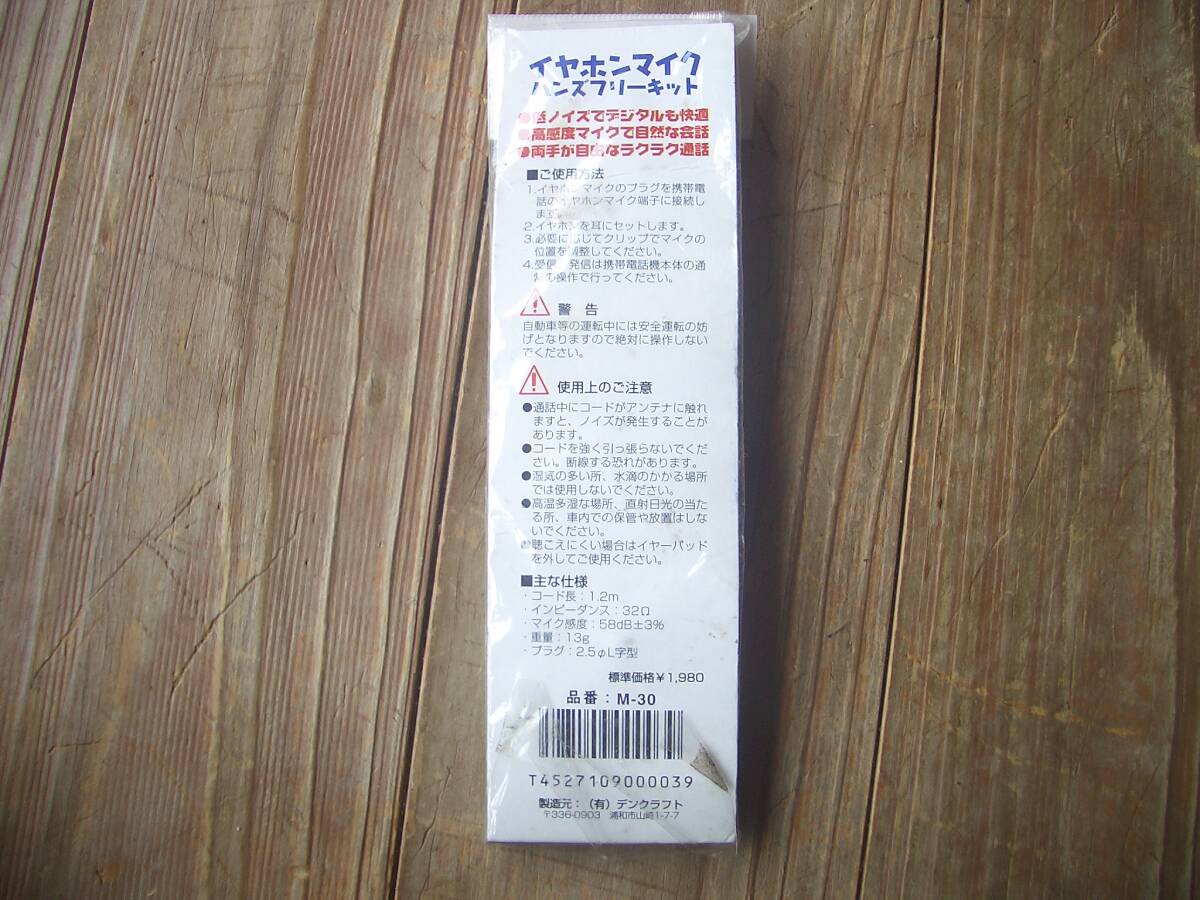 イヤホンマイク
ハンズフリーキット
●低ノイズでデジタルも快適
●高感度マイクで自然な会話
●両手が自由なラクラク通話
■ご使用方法
1.イヤホンマイクのプラグを携帯電
話のイヤホンマイク端子に接続し
ます。
2.イヤホンを耳にセットします。
3.必要に応じてクリップでマイクの
位置を調整してください。
4.受信、発信は携帯電話機本体の通
常の操作で行ってください。
警 告
自動車等の運転中には安全運転の妨
げとなりますので絶対に操作しない
でください。
使用上のご注意
●通話中にコードがアンテナに触れ
ますと、ノイズが発生することが
あります。
●コードを強く引っ張らないでくだ
さい。断線する恐れがあります。
●湿気の多い所、水滴のかかる場所
では使用しないでください。
●高温多湿な場所、直射日光の当た
る所、車内での保管や放置はしな
いでください。
●聴こえにくい場合はイヤーパッド
を外してご使用ください。
■主な仕様
・コード長：1.2m
・インピーダンス：32Ω
・マイク感度：58dB±3%
・重量：13g
・プラグ：2.5φL字型
標準価格￥1,980
品番：M-30
T4527109000039
製造元：（有）デンクラフト
〒336-0903 浦和市山崎1-7-7